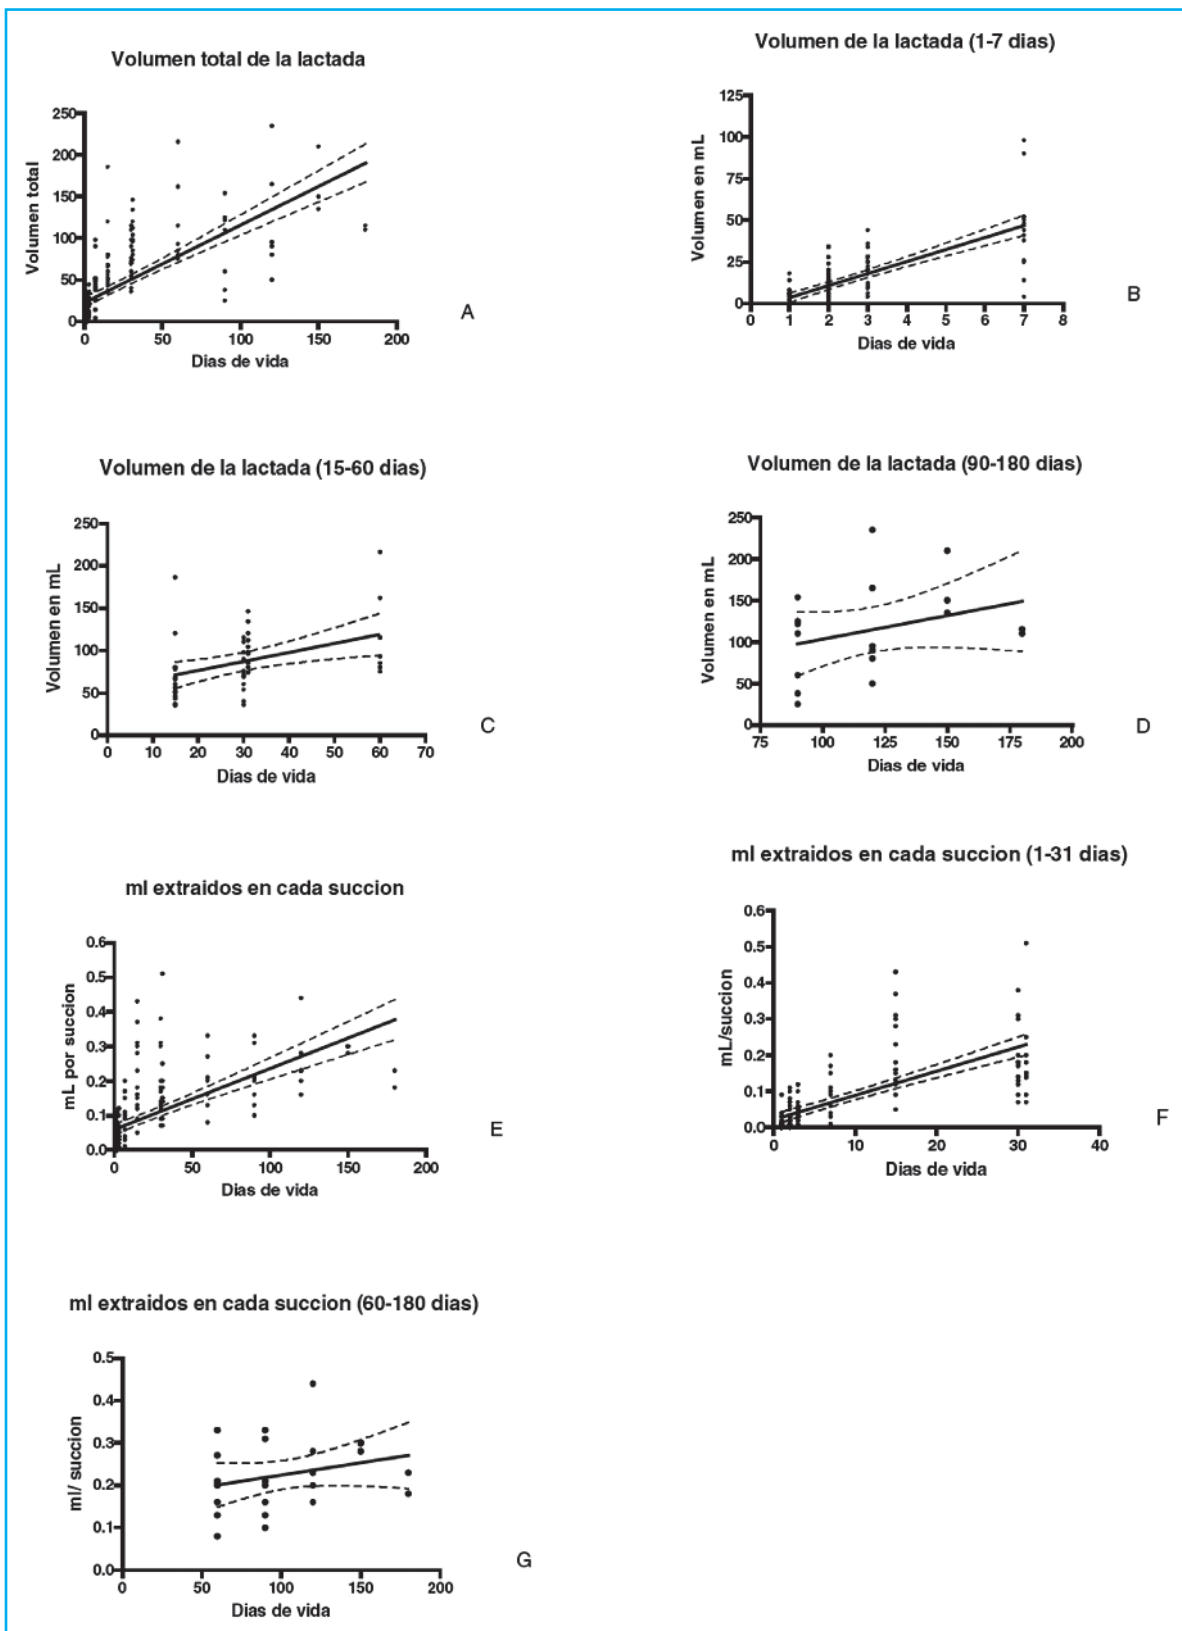 Volumen total de la lactada
Volumen total
250
200
150
100
50
0
0 50 100 150 200
Dias de vida
A
Volumen de la lactada (1-7 dias)
Volumen en mL
125
100
75
50
25
0
0 1 2 3 4 5 6 7 8
Dias de vida
B
Volumen de la lactada (15-60 dias)
Volumen en mL
250
200
150
100
50
0
0 10 20 30 40 50 60 70
Dias de vida
C
Volumen de la lactada (90-180 dias)
Volumen en mL
250
200
150
100
50
0
75 100 125 150 175 200
Dias de vida
D
ml extraidos en cada succion
mL por succion
0.6
0.5
0.4
0.3
0.2
0.1
0.0
0 50 100 150 200
Dias de vida
E
ml extraidos en cada succion (1-31 dias)
mL/succion
0.6
0.5
0.4
0.3
0.2
0.1
0.0
0 10 20 30 40
Dias de vida
F
ml extraidos en cada succion (60-180 dias)
ml/ succion
0.5
0.4
0.3
0.2
0.1
0.0
0 50 100 150 200
Dias de vida
G